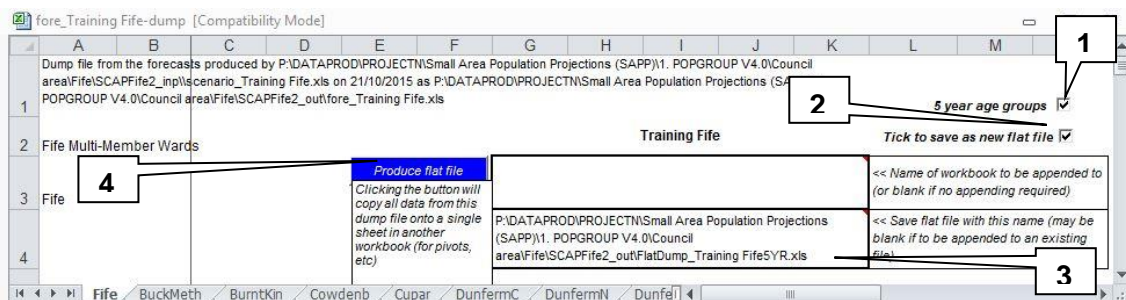 fore_Training Fife-dump [Compatibility Mode]
A B C D E F G H I J K L M
1
Dump file from the forecasts produced by P:\DATAPROD\PROJECTN\Small Area Population Projections (SAPP)\1. POPGROUP V4.0\Council
area\Fife\SCAPFife2_inp\\scenario_Training Fife.xls on 21/10/2015 as P:\DATAPROD\PROJECTN\Small Area Population Projections (SA
2
1 POPGROUP V4.0\Council area\Fife\SCAPFife2_out\fore_Training Fife.xls 5 year age groups
2 Fife Multi-Member Wards Training Fife Tick to save as new flat file
4
Produce flat file
3 Fife
Clicking the button will
copy all data from this
dump file onto a single
sheet in another
workbook (for pivots,
etc)
<< Name of workbook to be appended to
(or blank if no appending required)
4
P:\DATAPROD\PROJECTN\Small Area Population Projections
(SAPP)\1. POPGROUP V4.0\Council
area\Fife\SCAPFife2_out\FlatDump_Training Fife5YR.xls
<< Save flat file with this name (may be
blank if to be appended to an existing
file)
3
Fife BuckMeth BurntKin Cowdenb Cupar DunfermC DunfermN Dunfe